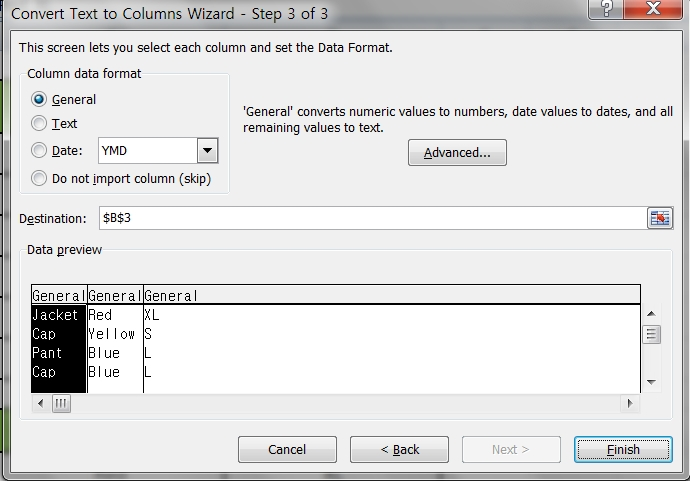 Convert Text to Columns Wizard - Step 3 of 3
?
This screen lets you select each column and set the Data Format.
Column data format
General
Text
Date: YMD
Do not import column (skip)
'General' converts numeric values to numbers, date values to dates, and all
remaining values to text.
Advanced...
Destination: $B$3
Data preview
General General General
Jacket Red XL
Cap Yellow S
Pant Blue L
Cap Blue L
Cancel < Back Next > Finish